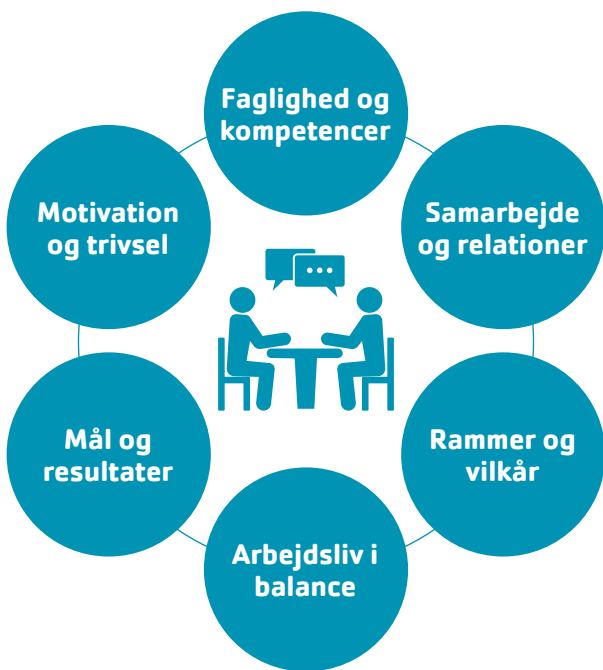 Faglighed og
kompetencer
Samarbejde
og relationer
Rammer og
vilkår
Arbejdsliv i
balance
Mål og
resultater
Motivation
og trivsel